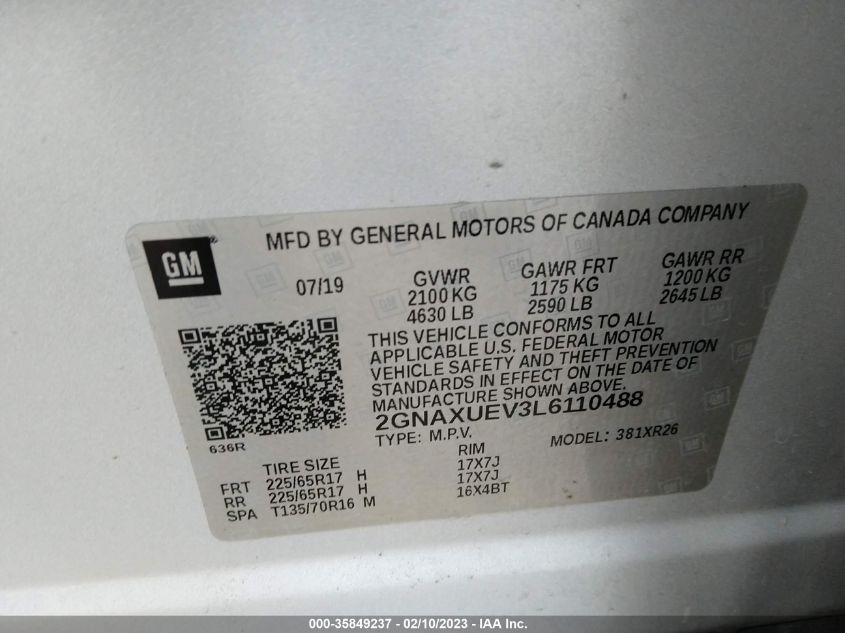 GM®
MFD BY GENERAL MOTORS OF CANADA COMPANY
07/19 GVWR GAWR FRT GAWR RR
2100 KG 1175 KG 1200 KG
4630 LB 2590 LB 2645 LB
THIS VEHICLE CONFORMS TO ALL
APPLICABLE U.S. FEDERAL MOTOR
VEHICLE SAFETY AND THEFT PREVENTION
STANDARDS IN EFFECT ON THE DATE OF
MANUFACTURE SHOWN ABOVE.
2GNAXUEV3L6110488
TYPE: M.P.V. MODEL: 381XR26
636R
TIRE SIZE RIM
FRT 225/65R17 H 17X7J
RR 225/65R17 H 17X7J
SPA T135/70R16 M 16X4BT
000-35849237 - 02/10/2023 - IAA Inc.